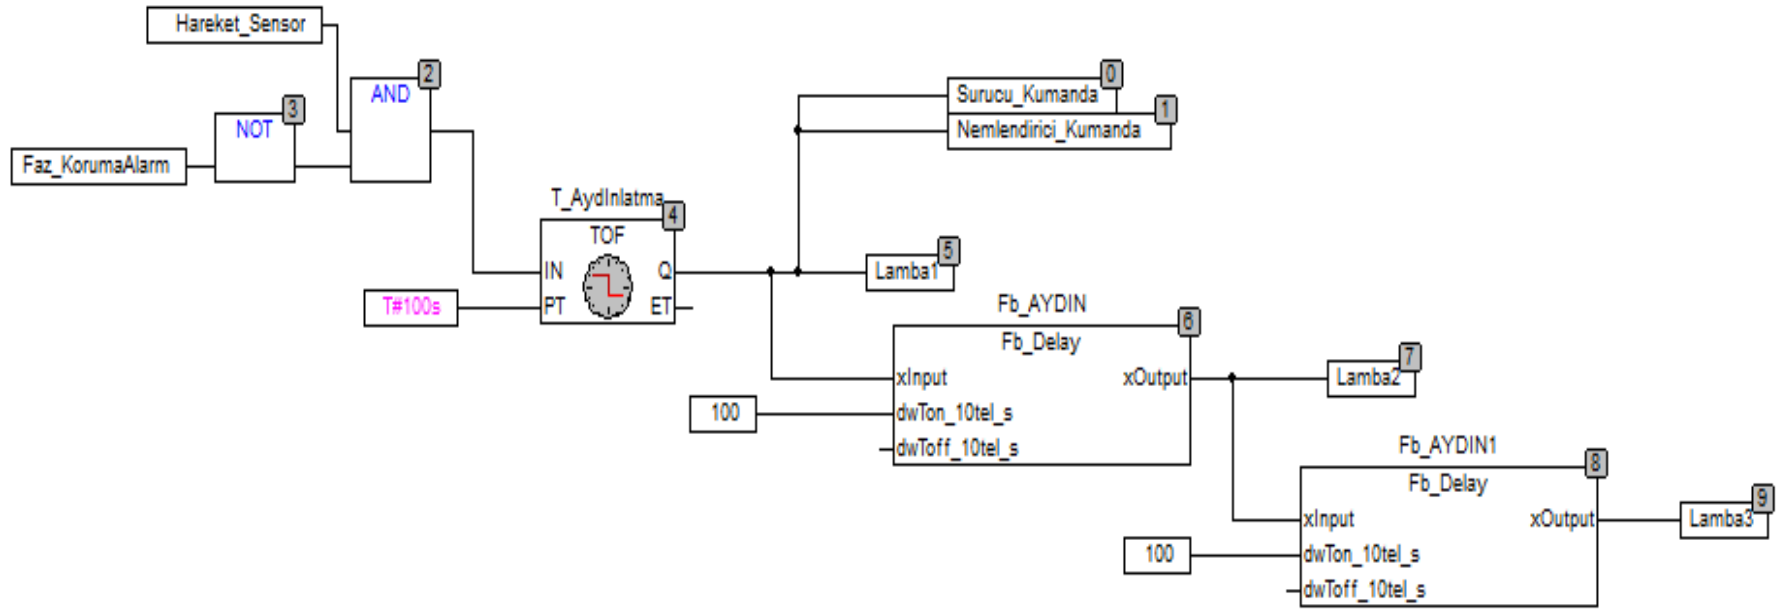 Hareket_Sensor
2
AND
3
NOT
Faz_KorumaAlarm
0
Surucu_Kumanda
1
Nemlendirici_Kumanda
T_AydInlatma
4
TOF
IN
Q
T#100s
PT
ET
5
Lamba1
Fb_AYDIN
6
Fb_Delay
xInput
xOutput
100
dwTon_10tel_s
dwToff_10tel_s
7
Lamba2
Fb_AYDIN1
8
Fb_Delay
xInput
xOutput
100
dwTon_10tel_s
dwToff_10tel_s
9
Lamba3